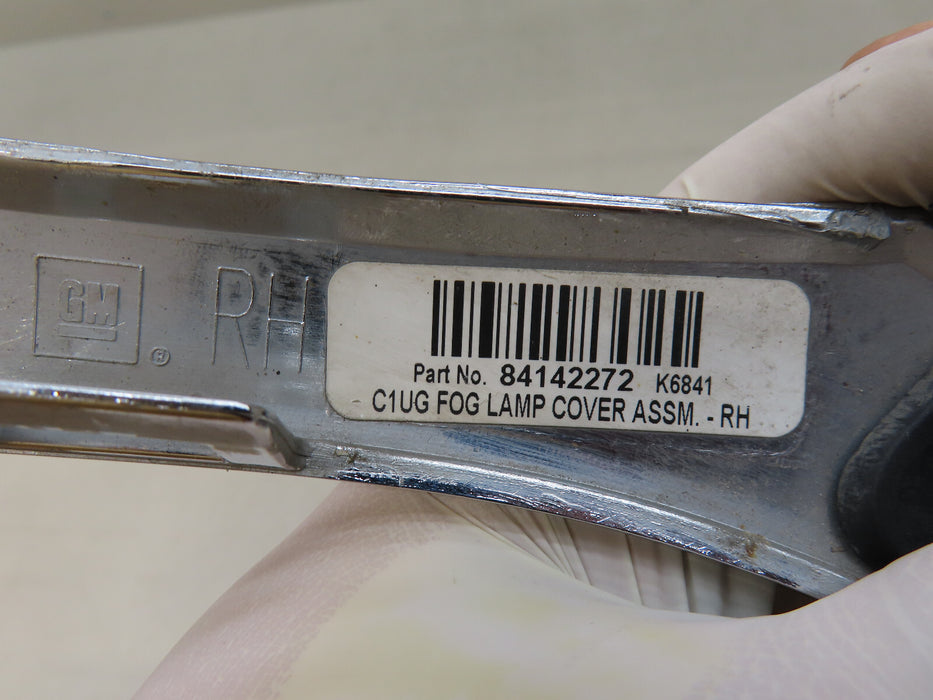 GM
®
RH
Part No. 84142272 K6841
C1UG FOG LAMP COVER ASSM. - RH